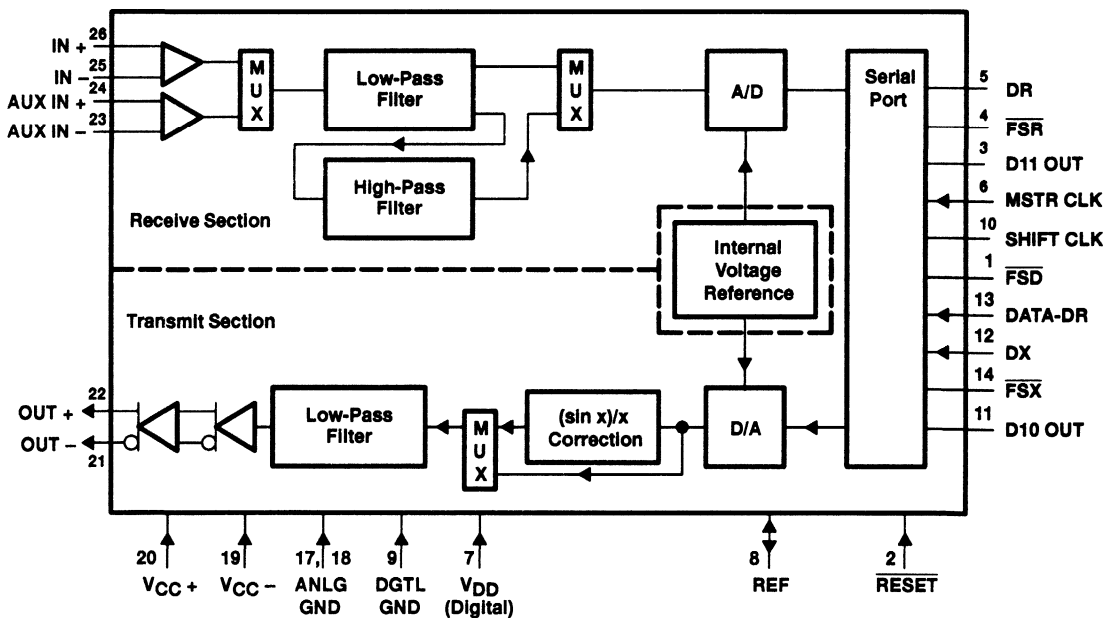 IN +
26
IN −
25
AUX IN +
24
AUX IN −
23
MUX
Low-Pass
Filter
High-Pass
Filter
MUX
A/D
Serial
Port
5
DR
4
FSR
3
D11 OUT
6
MSTR CLK
10
SHIFT CLK
1
FSD
13
DATA-DR
12
DX
14
FSX
11
D10 OUT
Receive Section
Internal
Voltage
Reference
Transmit Section
OUT +
22
OUT −
21
Low-Pass
Filter
MUX
(sin x)/x
Correction
D/A
20
VCC +
19
VCC −
17, 18
ANLG
GND
9
DGTL
GND
7
VDD
(Digital)
8
REF
2
RESET